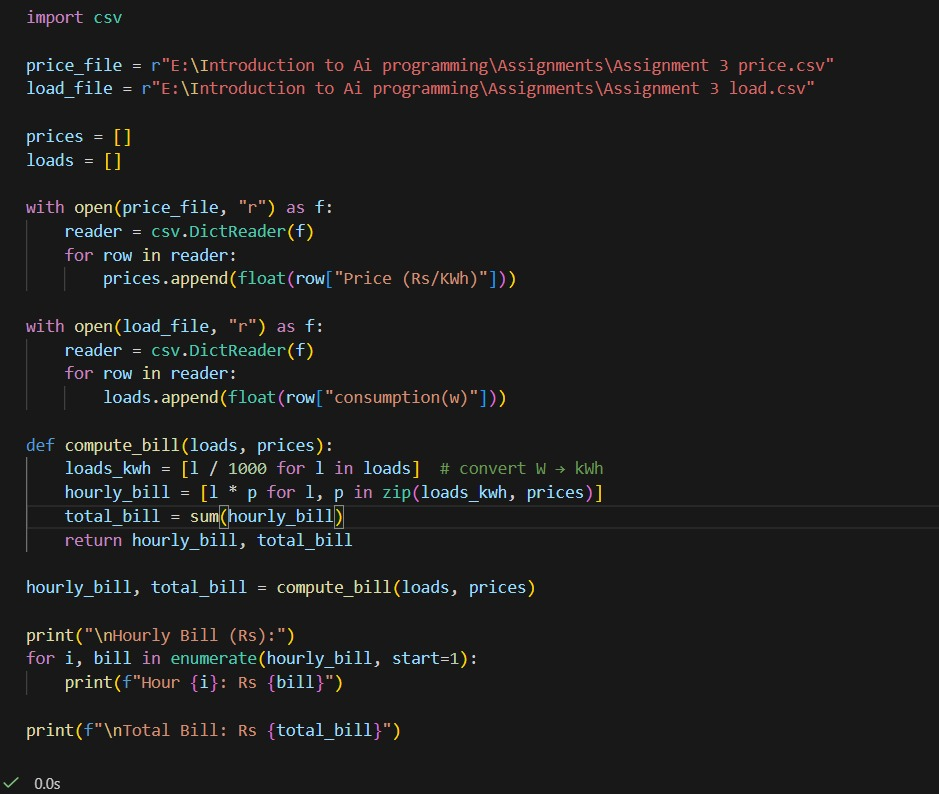 import csv
price_file = r"E:\Introduction to Ai programming\Assignments\Assignment 3 price.csv"
load_file = r"E:\Introduction to Ai programming\Assignments\Assignment 3 load.csv"
prices = []
loads = []
with open(price_file, "r") as f:
    reader = csv.DictReader(f)
    for row in reader:
        prices.append(float(row["Price (Rs/KWh)"]))
with open(load_file, "r") as f:
    reader = csv.DictReader(f)
    for row in reader:
        loads.append(float(row["consumption(w)"]))
def compute_bill(loads, prices):
    loads_kwh = [l / 1000 for l in loads]  # convert W → kWh
    hourly_bill = [l * p for l, p in zip(loads_kwh, prices)]
    total_bill = sum(hourly_bill)
    return hourly_bill, total_bill
hourly_bill, total_bill = compute_bill(loads, prices)
print("\nHourly Bill (Rs):")
for i, bill in enumerate(hourly_bill, start=1):
    print(f"Hour {i}: Rs {bill}")
print(f"\nTotal Bill: Rs {total_bill}")
0.0s